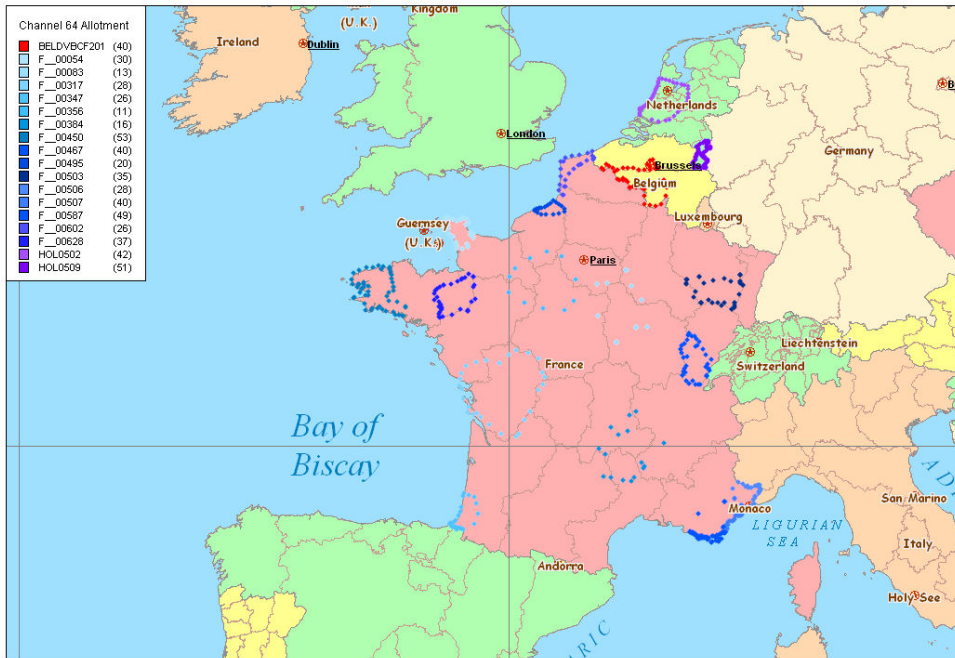 Channel 64 Allotment
BELDVBCF201 (40)
F__00054 (30)
F__00083 (13)
F__00317 (28)
F__00347 (26)
F__00356 (11)
F__00384 (16)
F__00450 (53)
F__00467 (40)
F__00495 (20)
F__00503 (35)
F__00506 (28)
F__00507 (40)
F__00587 (49)
F__00602 (26)
F__00628 (37)
HOL0502 (42)
HOL0509 (51)
Kingdom
(U.K.)
Ireland
Dublin
Netherlands
London
Brussels
Belgium
Germany
Luxembourg
Guernsey
Paris
Liechtenstein
Switzerland
France
Bay of
Biscay
San Marino
Monaco
LIGURIAN
SEA
Italy
Andorra
Holy See